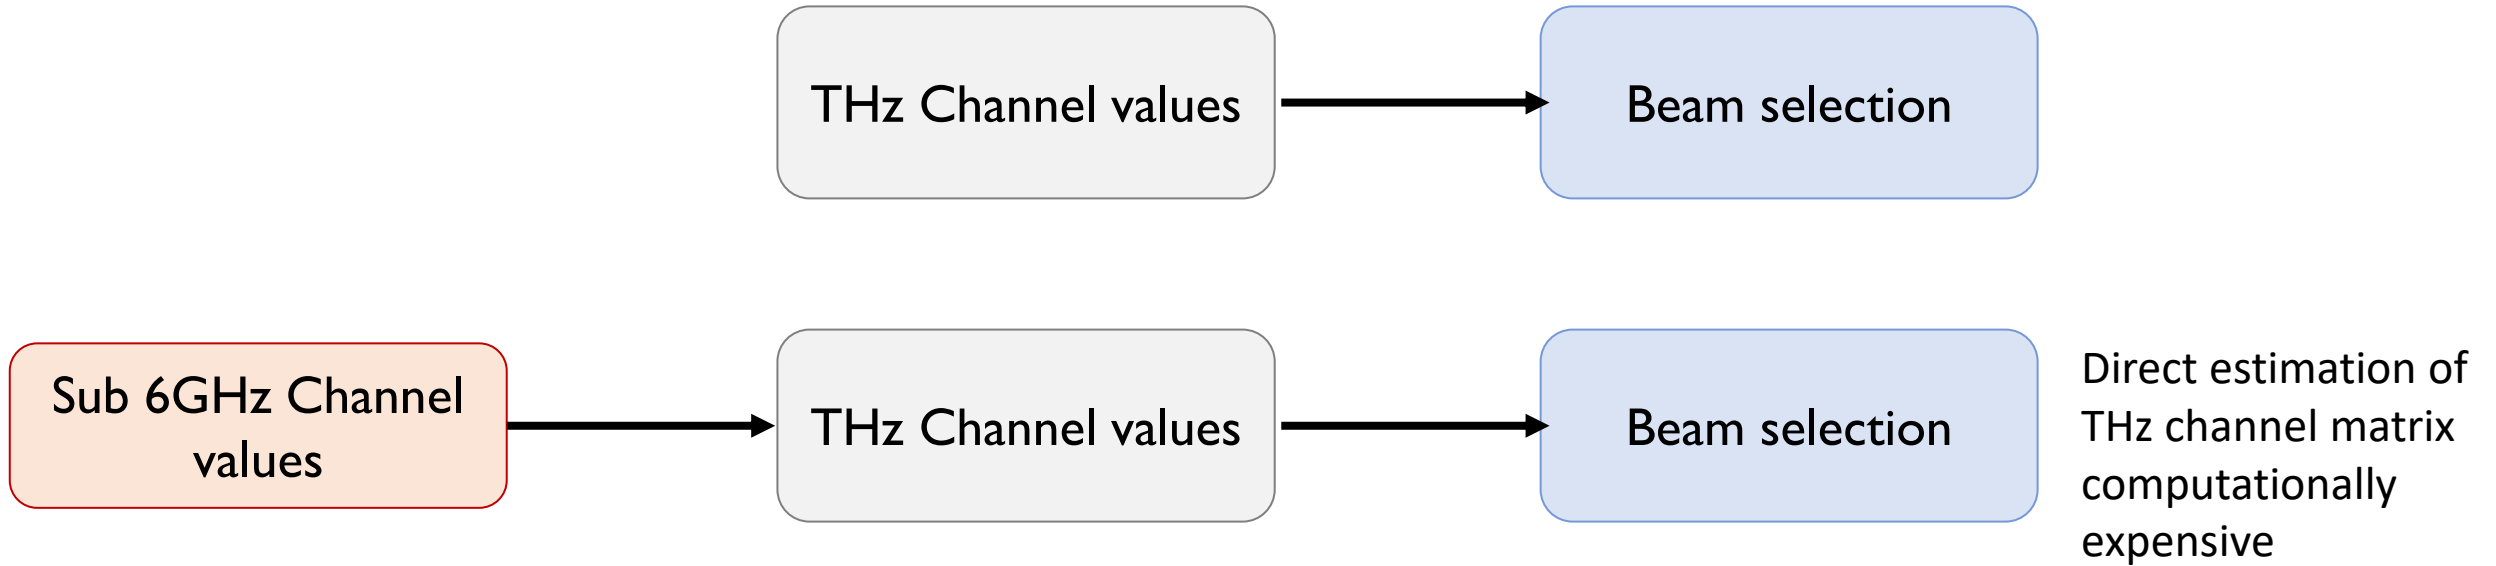 THz Channel values
Beam selection
Sub 6GHz Channel
values
THz Channel values
Beam selection
Direct estimation of
THz channel matrix
computationally
expensive